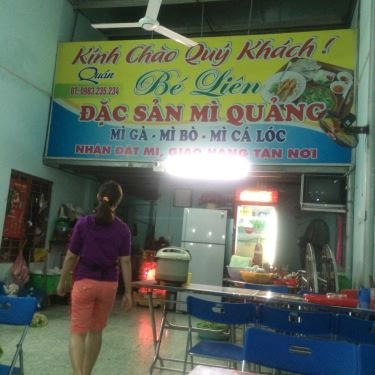 Kính Chào Quý Khách !
Quán
Bé Liên
ĐT: 0983.235.234
ĐẶC SẢN MÌ QUẢNG
MÌ GÀ - MÌ BÒ - MÌ CÁ LÓC
NHẬN ĐẶT MÌ, GIAO HÀNG TẬN NƠI